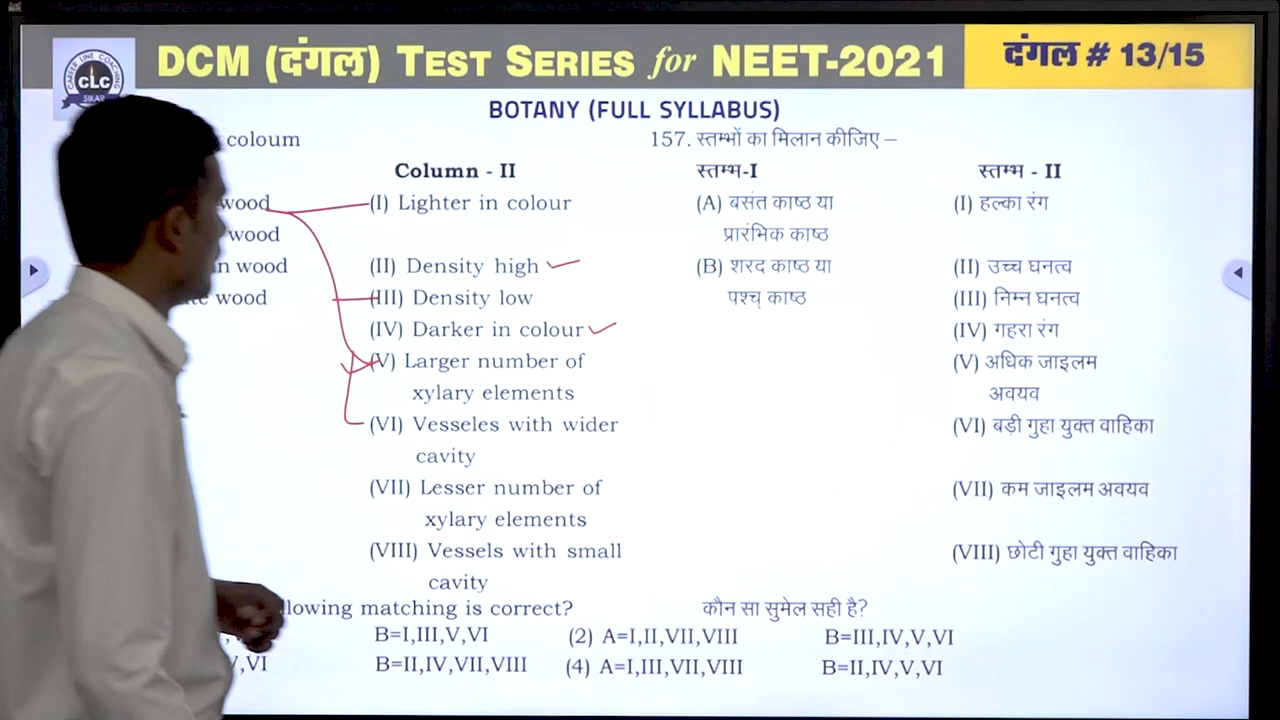 DCM (दंगल) TEST SERIES for NEET-2021
दंगल # 13/15
CAREER LINE COACHING
CLC
SIKAR
BOTANY (FULL SYLLABUS)
coloum
Column - II
wood (I) Lighter in colour
wood
wood (II) Density high
wood (III) Density low
(IV) Darker in colour
(V) Larger number of
xylary elements
(VI) Vesseles with wider
cavity
(VII) Lesser number of
xylary elements
(VIII) Vessels with small
cavity
llowing matching is correct?
B=I,III,V,VI (2) A=I,II,VII,VIII B=III,IV,V,VI
V,VI B=II,IV,VII,VIII (4) A=I,III,VII,VIII B=II,IV,V,VI
157. स्तम्भों का मिलान कीजिए –
स्तम्भ-I स्तम्भ - II
(A) बसंत काष्ठ या (I) हल्का रंग
प्रारंभिक काष्ठ
(B) शरद काष्ठ या (II) उच्च घनत्व
पश्च् काष्ठ (III) निम्न घनत्व
(IV) गहरा रंग
(V) अधिक जाइलम
अवयव
(VI) बड़ी गुहा युक्त वाहिका
(VII) कम जाइलम अवयव
(VIII) छोटी गुहा युक्त वाहिका
कौन सा सुमेल सही है?